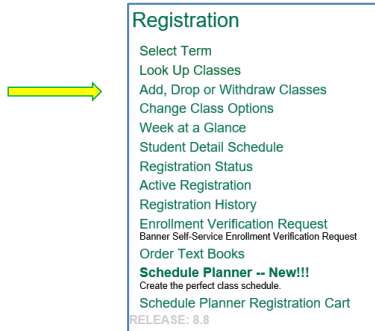 Registration
Select Term
Look Up Classes
Add, Drop or Withdraw Classes
Change Class Options
Week at a Glance
Student Detail Schedule
Registration Status
Active Registration
Registration History
Enrollment Verification Request
Banner Self-Service Enrollment Verification Request
Order Text Books
Schedule Planner -- New!!!
Create the perfect class schedule.
Schedule Planner Registration Cart
RELEASE: 8.8